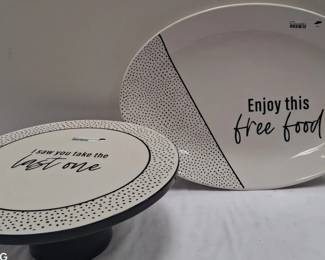 Enjoy this
free food
I saw you take the
last one
G